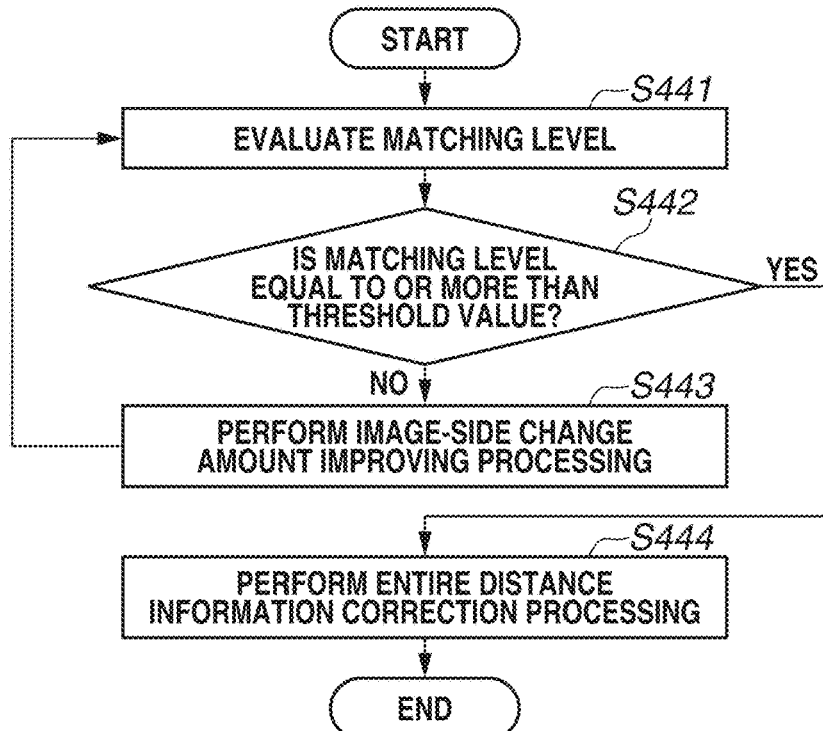 START
S441
EVALUATE MATCHING LEVEL
S442
IS MATCHING LEVEL
EQUAL TO OR MORE THAN
THRESHOLD VALUE?
YES
NO
S443
PERFORM IMAGE-SIDE CHANGE
AMOUNT IMPROVING PROCESSING
S444
PERFORM ENTIRE DISTANCE
INFORMATION CORRECTION PROCESSING
END